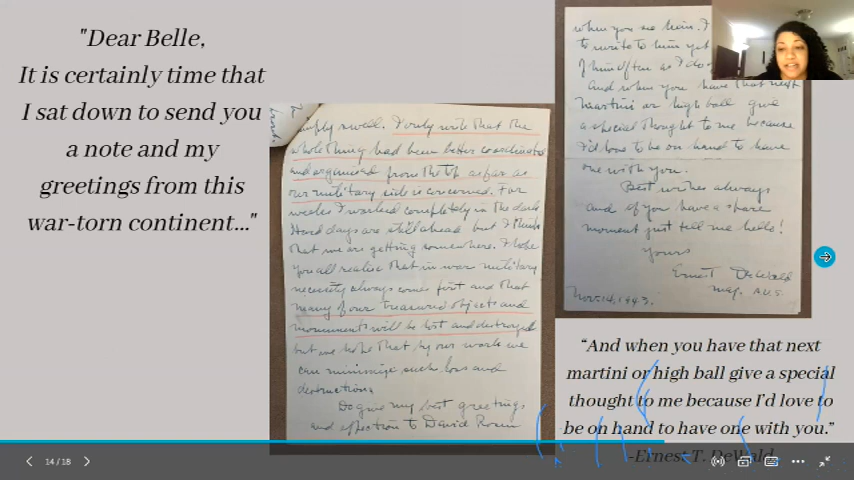 "Dear Belle,
It is certainly time that
I sat down to send you
a note and my
greetings from this
war-torn continent..."
simply swell. I only wish that the
whole thing had been better coordinated
and organized from the top as far as
our military side is concerned. For
weeks I worked completely in the dark
Hard days are still ahead but I think
that we are getting somewhere. I hope
you all realize that in war military
necessity always comes first and that
many of our treasured objects and
monuments will be lost and destroyed
but we hope that by our work we
can minimize such loss and
destruction.
Do give my best greetings
and affection to David Rosen
when you see him. I
to write to him yet
of him often as I do
And when you have that next
martini or high ball give
a special thought to me because
I'd love to be on hand to have
one with you.
Best wishes always
and if you have a spare
moment just tell me hello!
Yours
Ernest DeWald
Maj. A.U.S.
Nov. 14, 1943.
“And when you have that next
martini or high ball give a special
thought to me because I’d love to
be on hand to have one with you.”
-Ernest T. DeWald
14 / 18